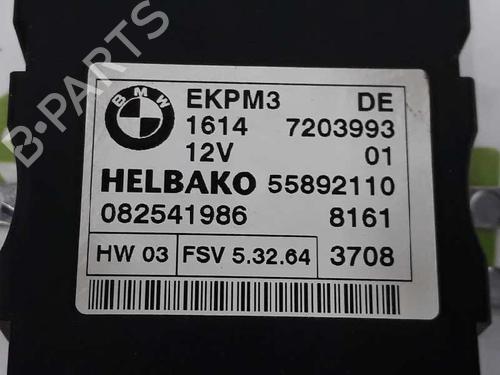 B-PARTS
BMW
EKPM3 DE
1614 7203993
12V 01
HELBAKO 55892110
082541986 8161
HW 03 FSV 5.32.64 3708